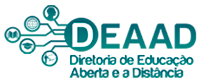 DEAAD
Diretoria de Educação
Aberta e a Distância